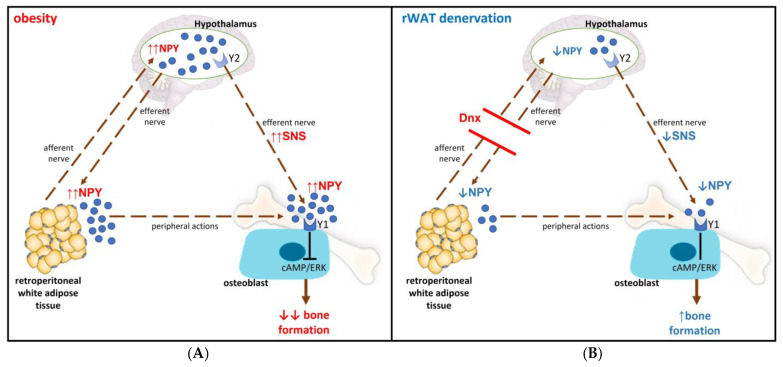 obesity
Hypothalamus
↑↑NPY
Y2
efferent
nerve
efferent nerve
↑↑SNS
afferent
nerve
↑↑NPY
↑↑NPY
peripheral actions
Y1
cAMP/ERK
osteoblast
retroperitoneal
white adipose
tissue
↓↓ bone
formation
(A)
rWAT denervation
Hypothalamus
↓NPY
Y2
Dnx
efferent
nerve
efferent nerve
↓SNS
afferent
nerve
↓NPY
↓NPY
peripheral actions
Y1
cAMP/ERK
osteoblast
retroperitoneal
white adipose
tissue
↑bone
formation
(B)